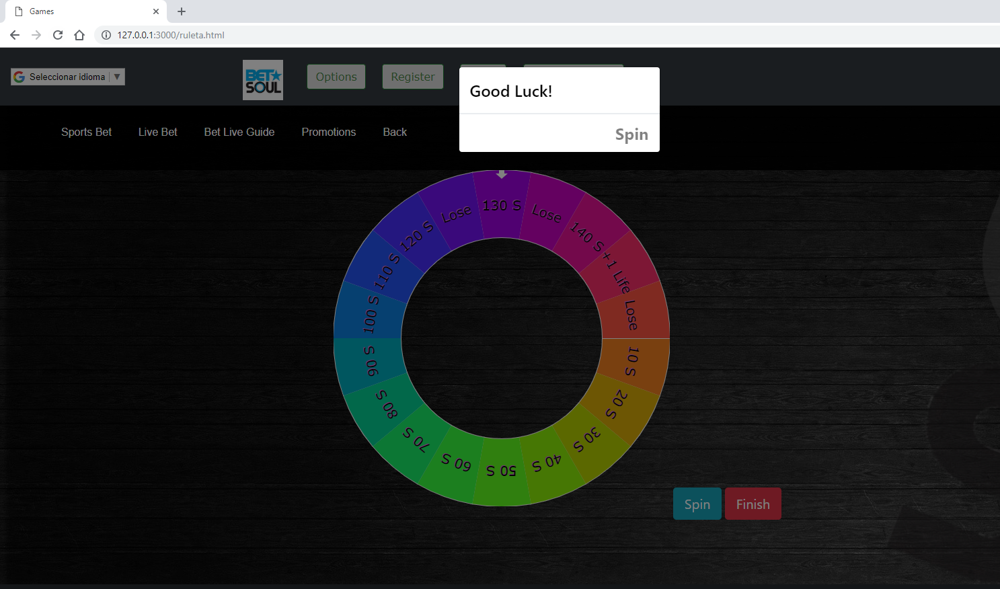 Games
127.0.0.1:3000/ruleta.html
Seleccionar idioma
BET
SOUL
Options
Register
Good Luck!
Spin
Sports Bet
Live Bet
Bet Live Guide
Promotions
Back
130 S
Lose
140 S
+1 Life
Lose
10 S
20 S
30 S
40 S
50 S
60 S
70 S
80 S
90 S
100 S
110 S
120 S
Lose
Spin
Finish